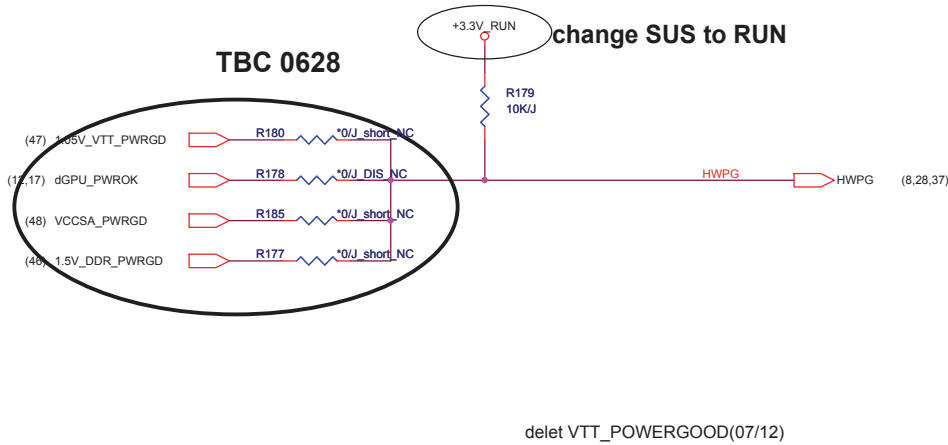 +3.3V_RUN
change SUS to RUN
TBC 0628
R179
10K/J
(47) 1.05V_VTT_PWRGD R180 *0/J_short_NC
(12,17) dGPU_PWROK R178 *0/J_DIS_NC HWPG HWPG (8,28,37)
(48) VCCSA_PWRGD R185 *0/J_short_NC
(46) 1.5V_DDR_PWRGD R177 *0/J_short_NC
delet VTT_POWERGOOD(07/12)